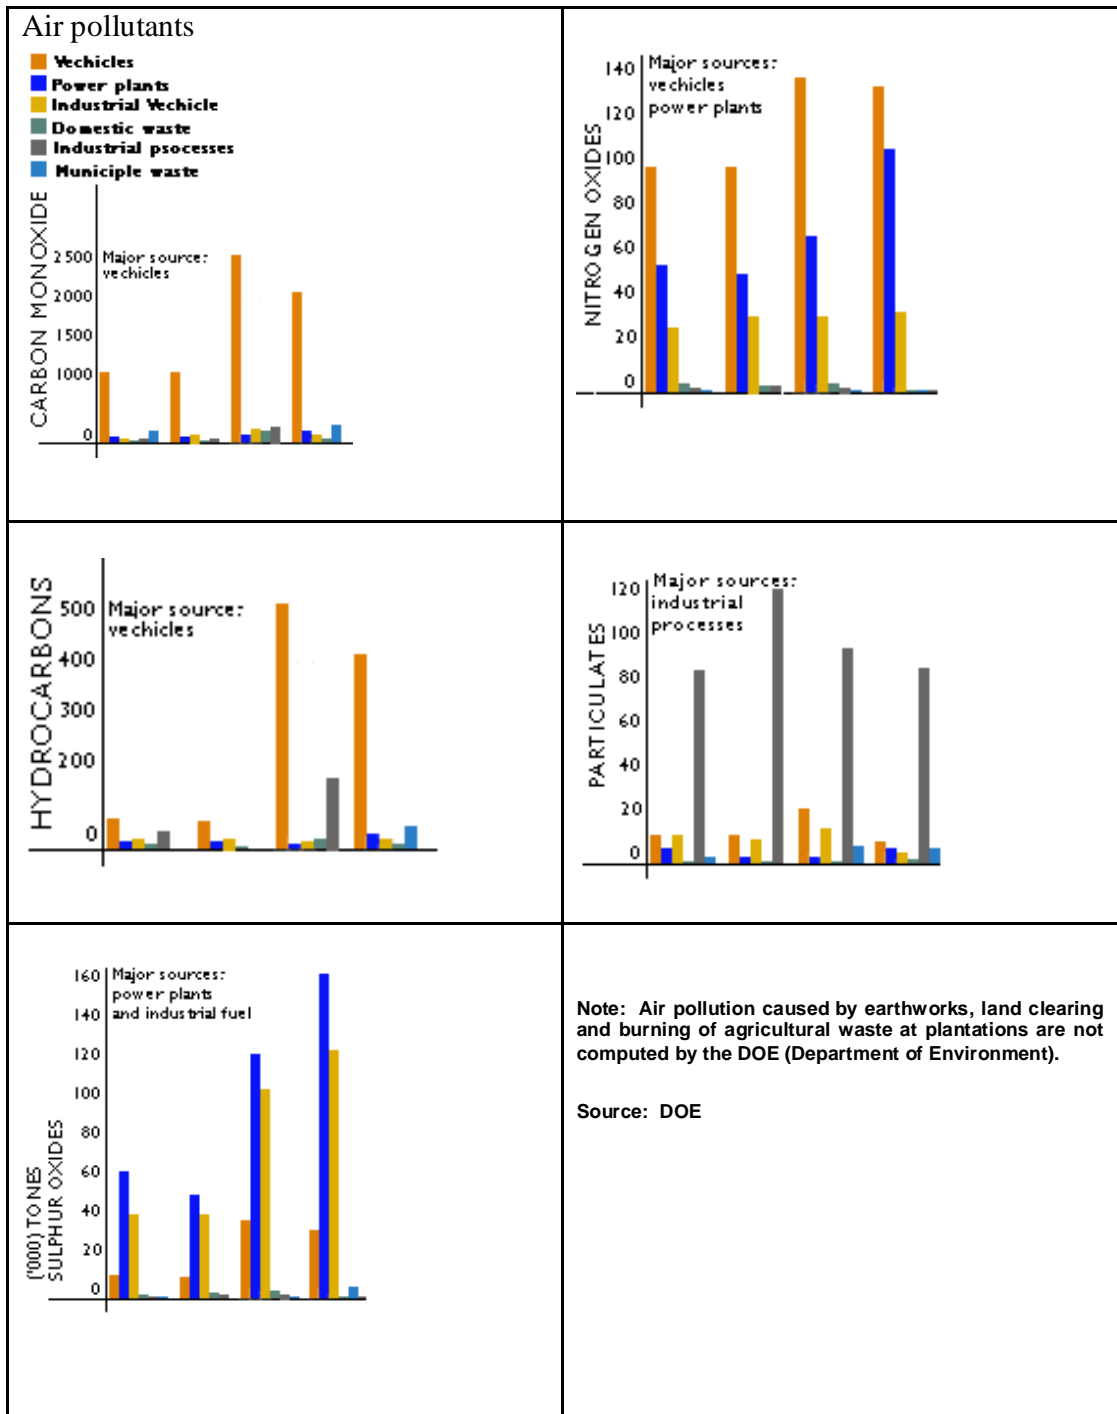 Air pollutants
Vechicles
Power plants
Industrial Vechicle
Domestic waste
Industrial psocesses
Municiple waste
CARBON MONOXIDE
2500
2000
1500
1000
0
Major source:
vechicles
NITROGEN OXIDES
140
120
100
80
60
40
20
0
Major sources:
vechicles
power plants
HYDROCARBONS
500
400
300
200
0
Major source:
vechicles
PARTICULATES
120
100
80
60
40
20
0
Major sources:
industrial
processes
('000) TONES
SULPHUR OXIDES
160
140
120
100
80
60
40
20
0
Major sources:
power plants
and industrial fuel
Note: Air pollution caused by earthworks, land clearing
and burning of agricultural waste at plantations are not
computed by the DOE (Department of Environment).
Source: DOE